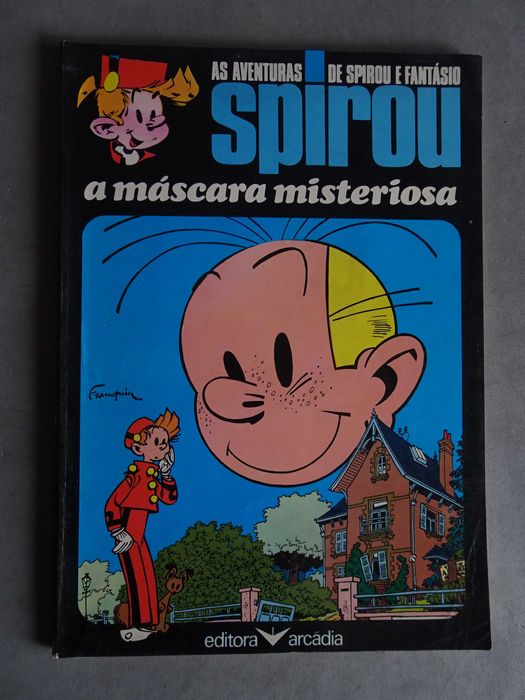 AS AVENTURAS DE SPIROU E FANTÁSIO
spirou
a máscara misteriosa
Franquin
editora arcádia